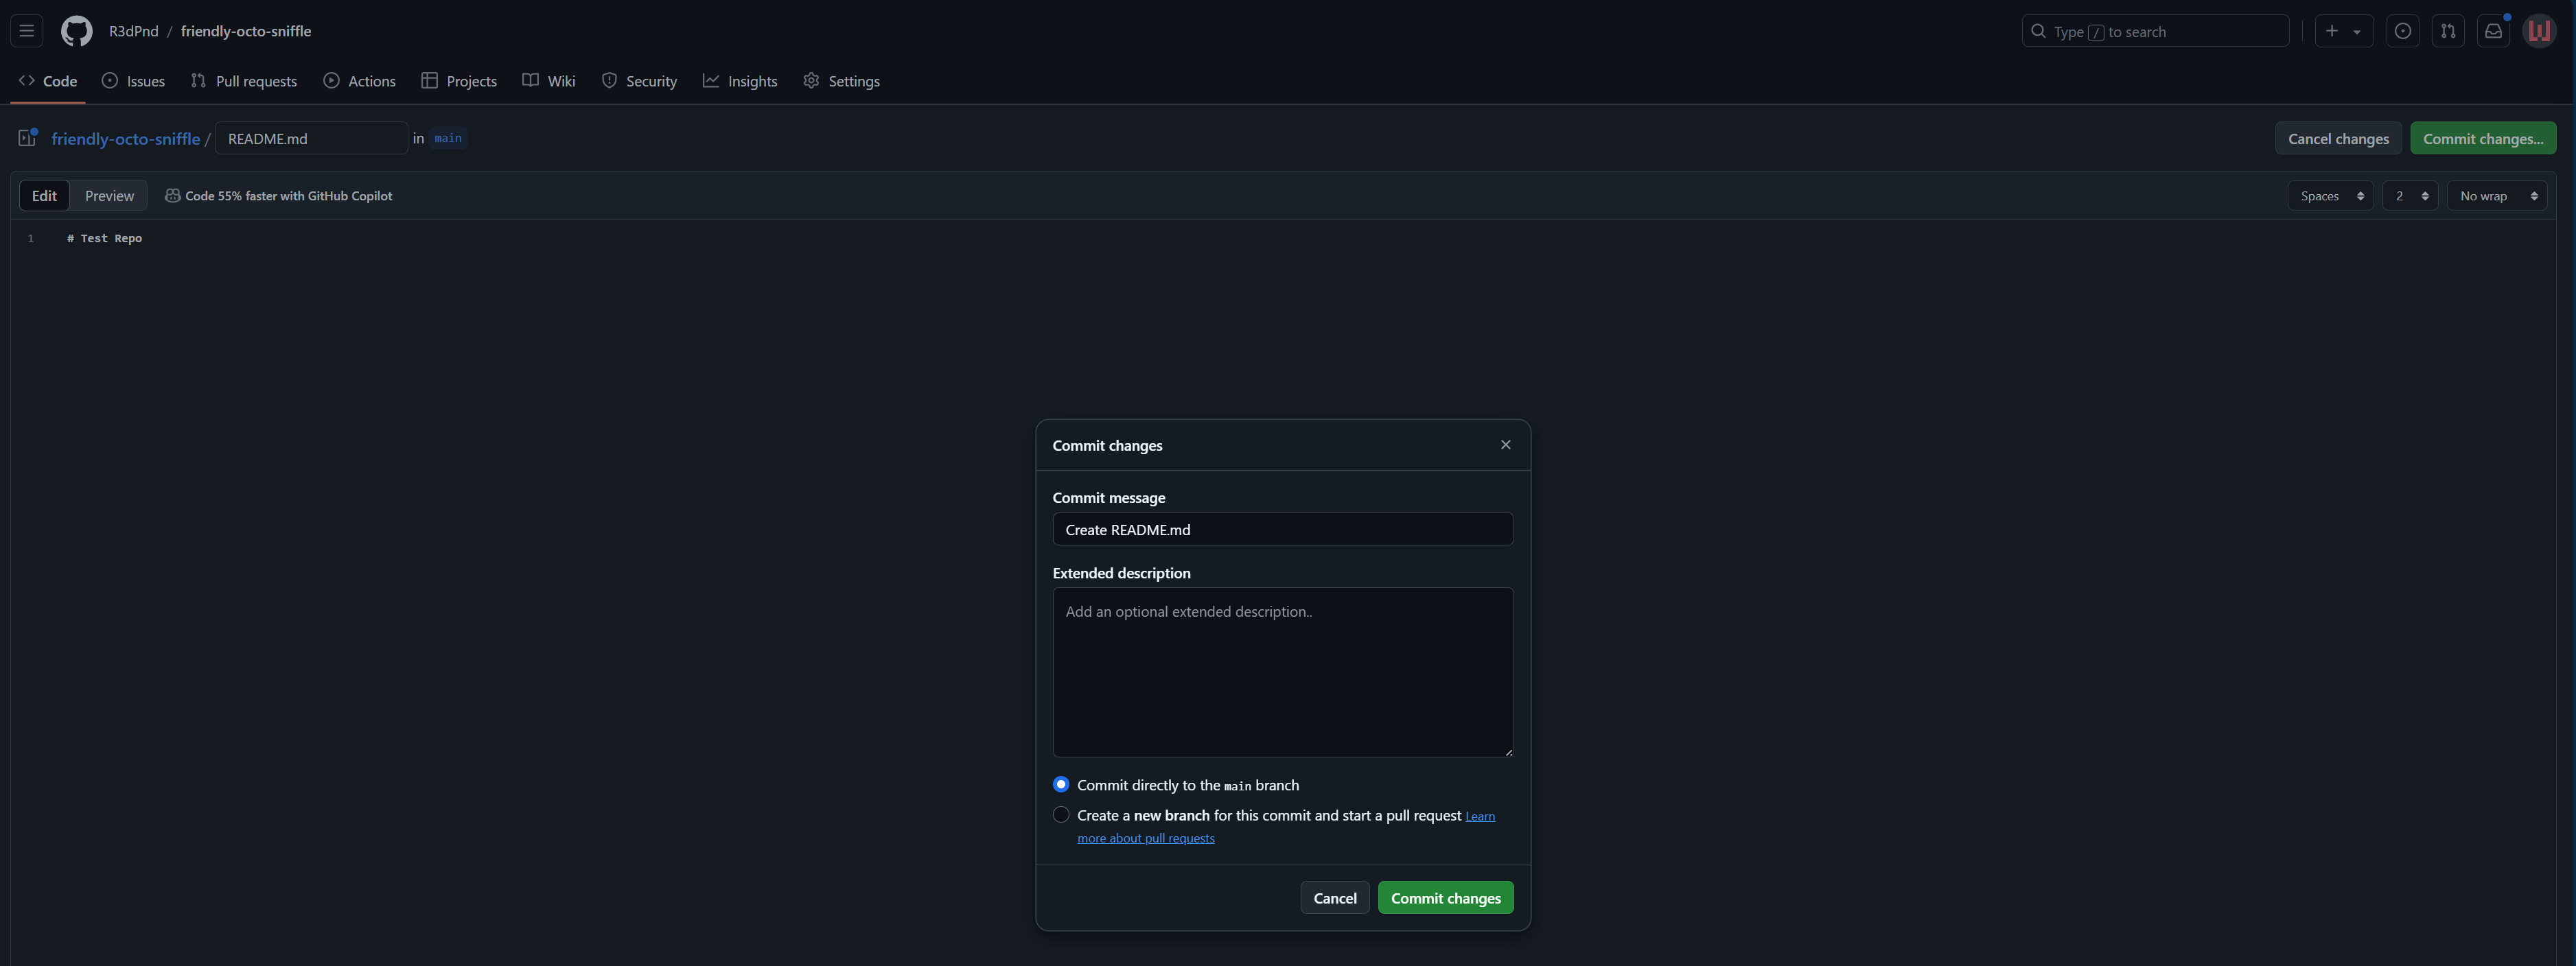 R3dPnd / friendly-octo-sniffle
Type / to search
Code Issues Pull requests Actions Projects Wiki Security Insights Settings
friendly-octo-sniffle / README.md in main
Cancel changes Commit changes...
Edit Preview Code 55% faster with GitHub Copilot
Spaces 2 No wrap
1 # Test Repo
Commit changes
Commit message
Create README.md
Extended description
Add an optional extended description..
Commit directly to the main branch
Create a new branch for this commit and start a pull request Learn
more about pull requests
Cancel Commit changes